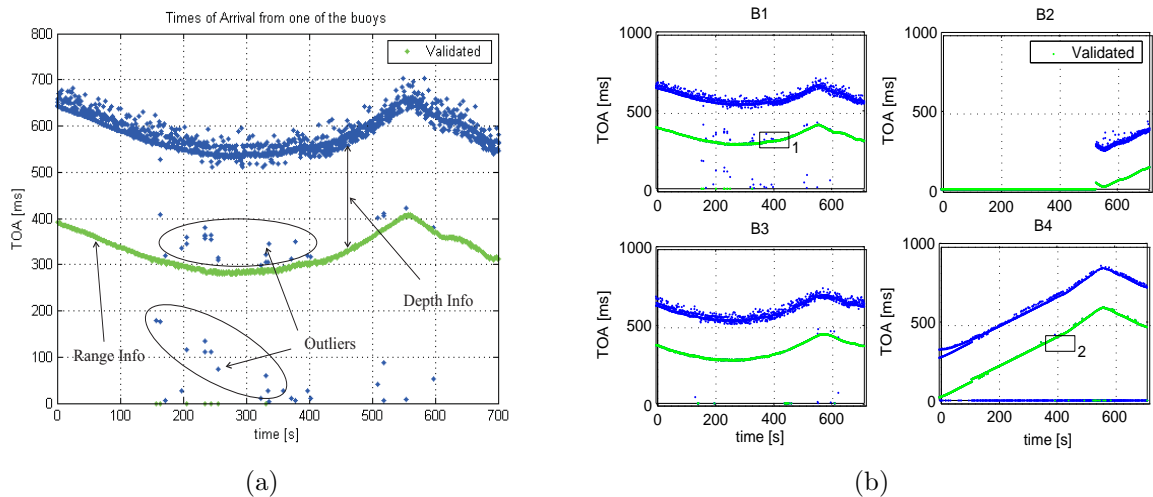 Times of Arrival from one of the buoys
800
700
600
500
400
300
200
100
0
TOA [ms]
Validated
Range Info
Outliers
Depth Info
0 100 200 300 400 500 600 700
time [s]
(a)
B1
1000
500
0
TOA [ms]
1
0 200 400 600
B2
1000
500
0
TOA [ms]
Validated
0 200 400 600
B3
1000
500
0
TOA [ms]
0 200 400 600
time [s]
B4
1000
500
0
TOA [ms]
2
0 200 400 600
time [s]
(b)